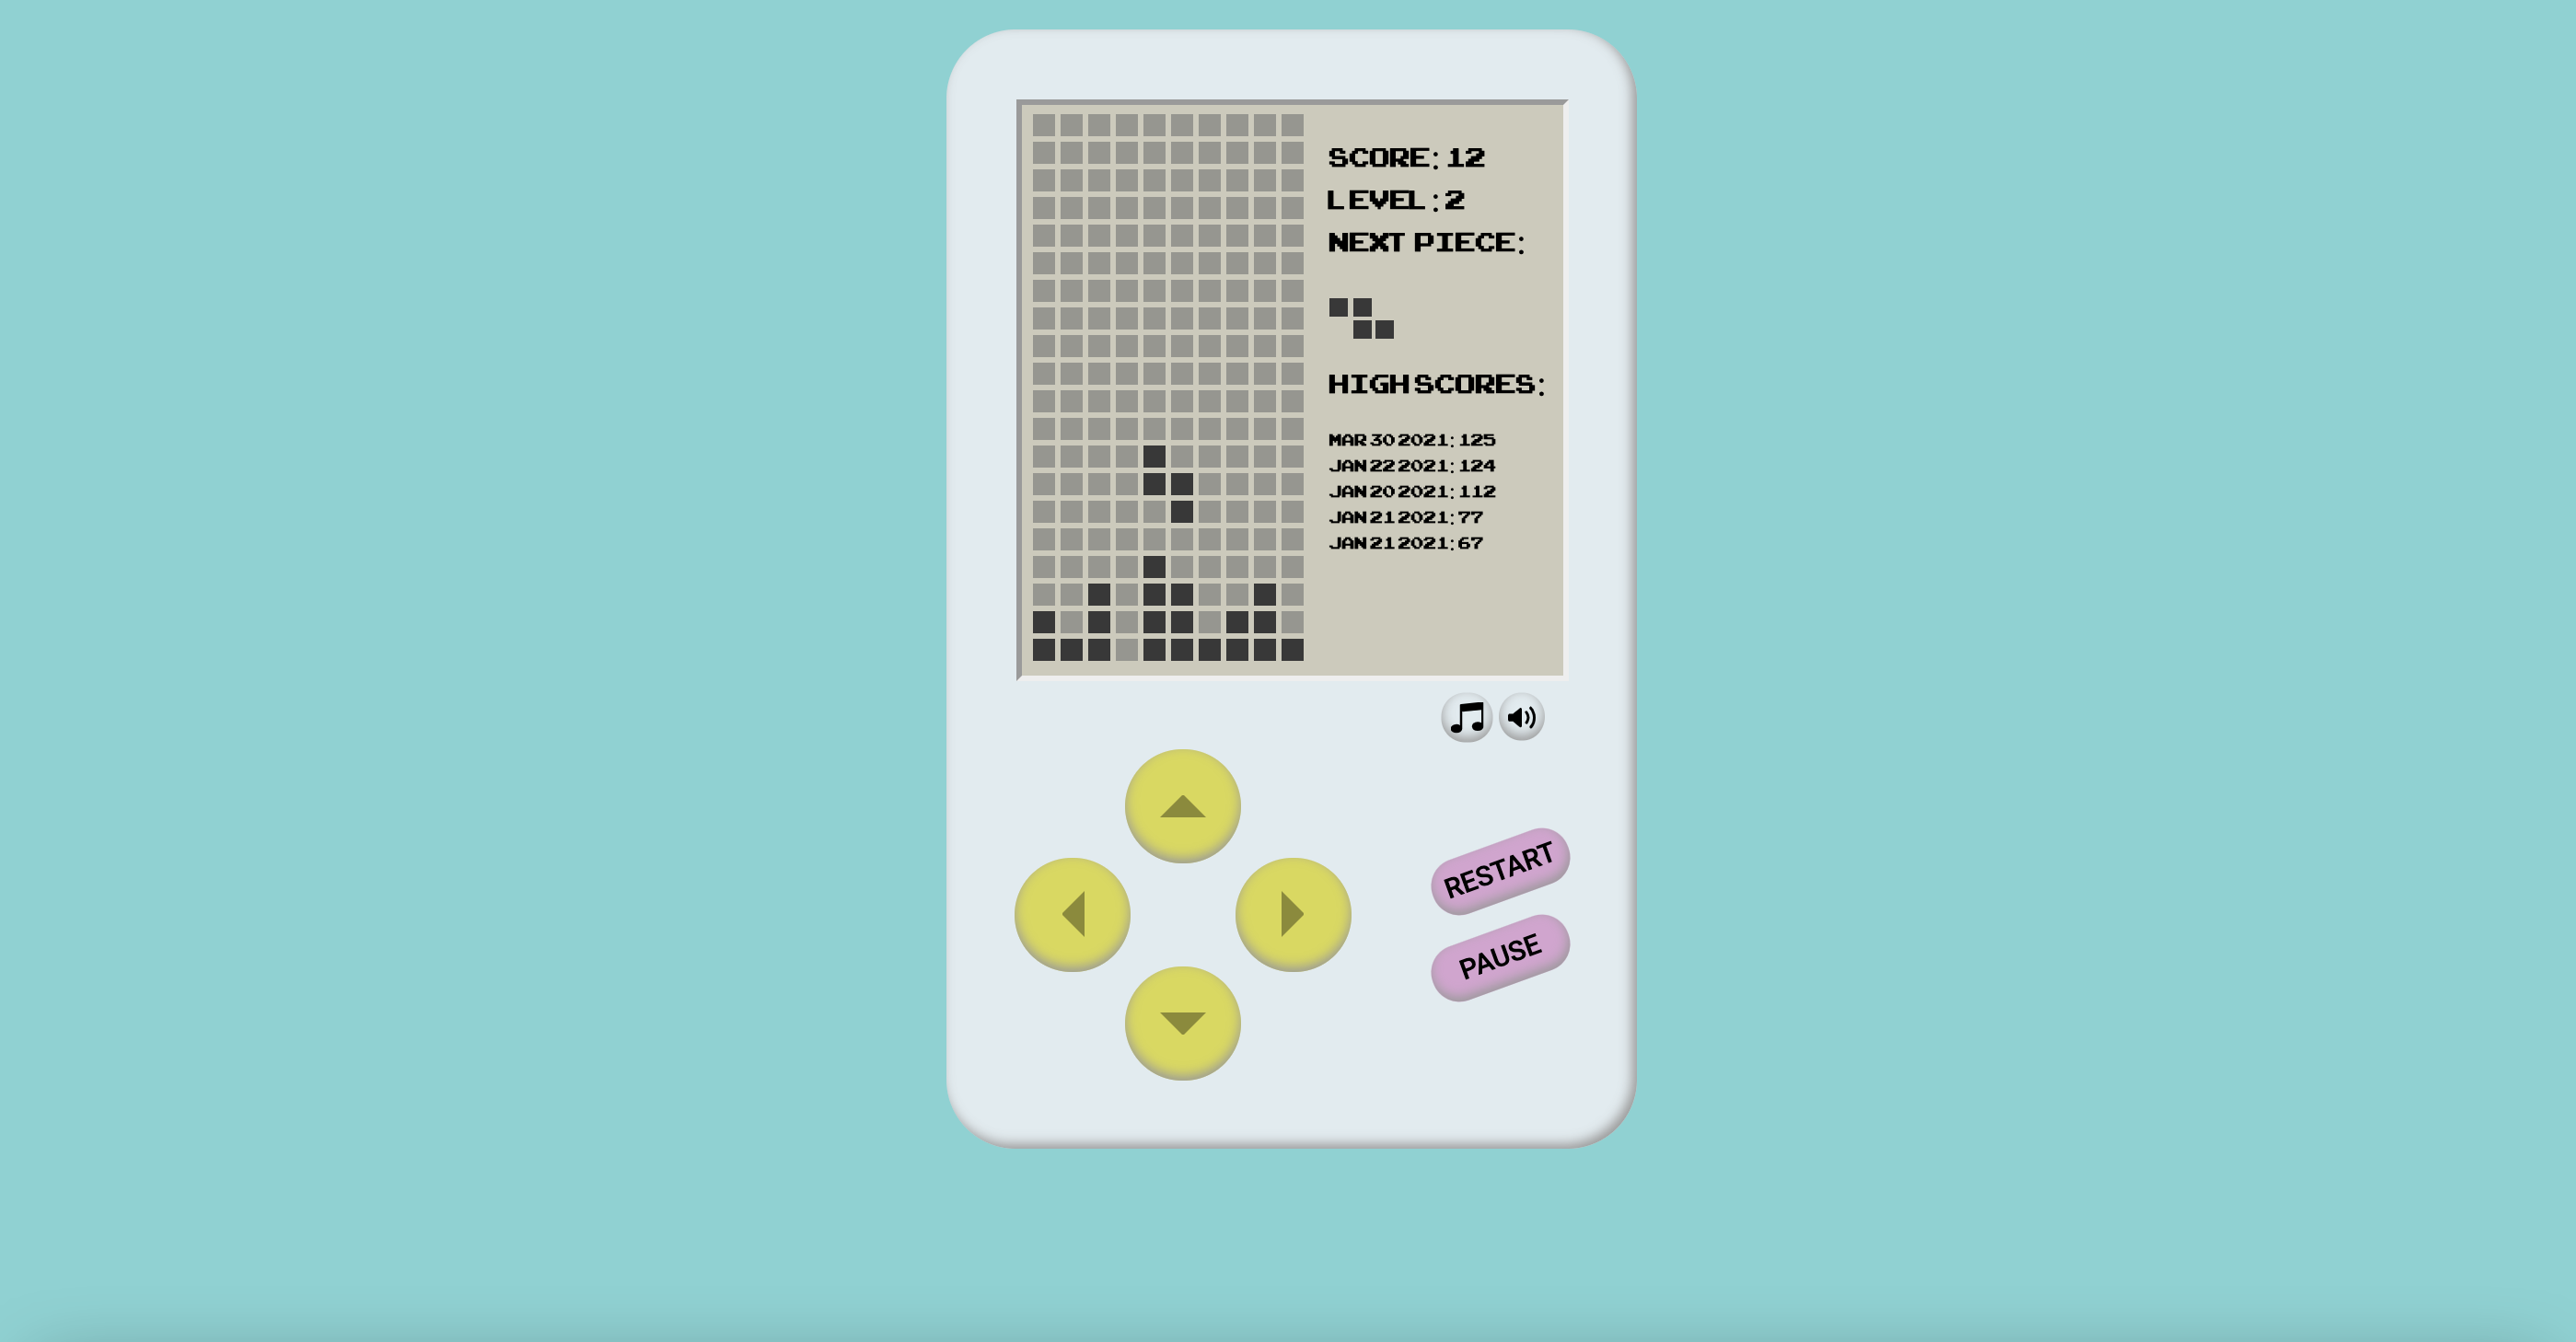 SCORE: 12
LEVEL: 2
NEXT PIECE:
HIGH SCORES:
MAR 30 2021: 125
JAN 22 2021: 124
JAN 20 2021: 112
JAN 21 2021: 77
JAN 21 2021: 67
RESTART
PAUSE